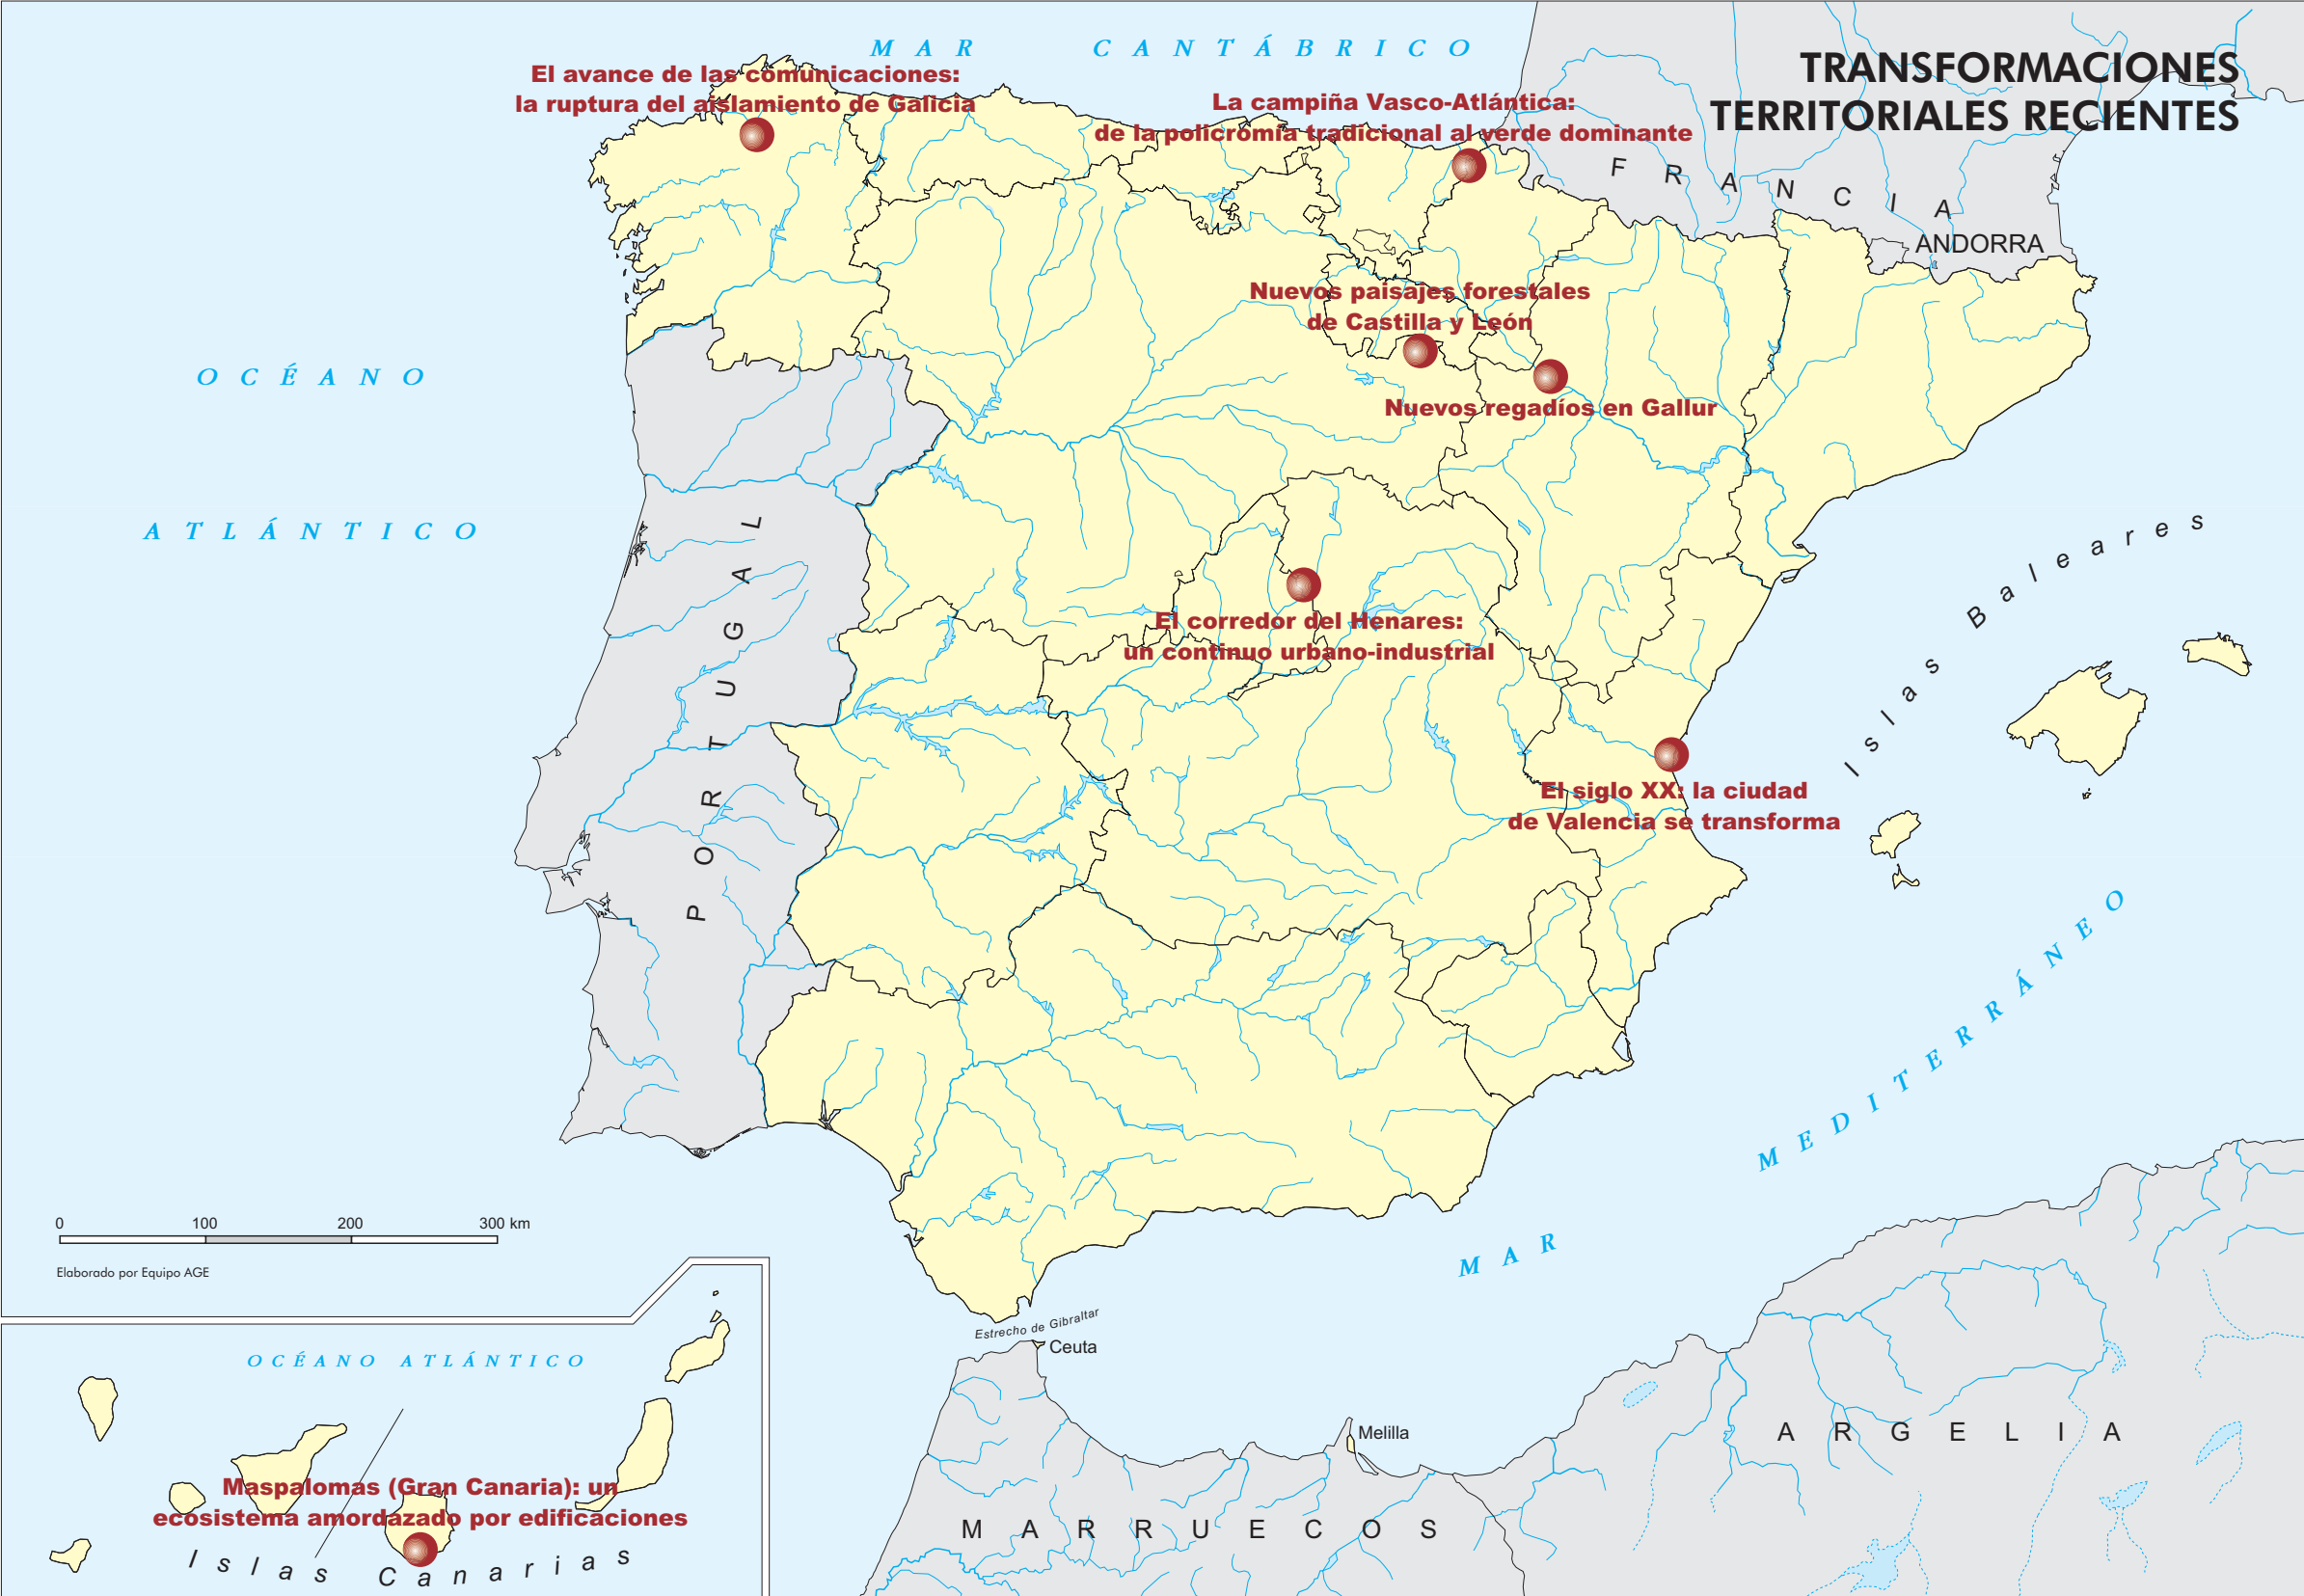 MAR CANTÁBRICO
TRANSFORMACIONES
TERRITORIALES RECIENTES
El avance de las comunicaciones:
la ruptura del aislamiento de Galicia
La campiña Vasco-Atlántica:
de la policromía tradicional al verde dominante
FRANCIA
ANDORRA
Nuevos paisajes forestales
de Castilla y León
OCÉANO
ATLÁNTICO
Nuevos regadíos en Gallur
PORTUGAL
Islas Baleares
El corredor del Henares:
un continuo urbano-industrial
El siglo XX: la ciudad
de Valencia se transforma
MAR MEDITERRÁNEO
0 100 200 300 km
Elaborado por Equipo AGE
Estrecho de Gibraltar
Ceuta
OCÉANO ATLÁNTICO
Melilla
ARGELIA
Maspalomas (Gran Canaria): un
ecosistema amordazado por edificaciones
MARRUECOS
Islas Canarias